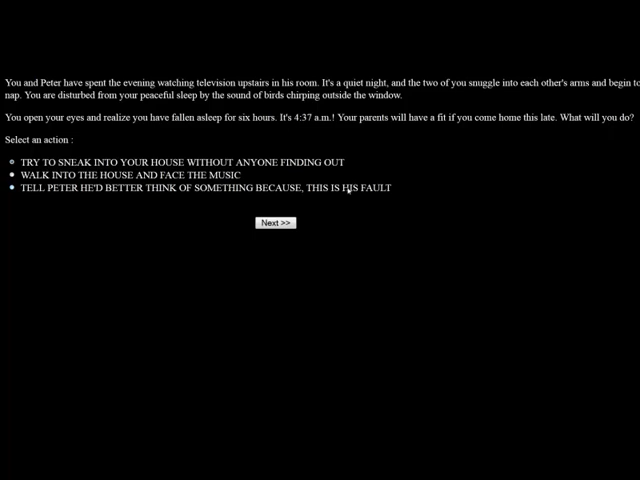 You and Peter have spent the evening watching television upstairs in his room. It's a quiet night, and the two of you snuggle into each other's arms and begin to
nap. You are disturbed from your peaceful sleep by the sound of birds chirping outside the window.
You open your eyes and realize you have fallen asleep for six hours. It's 4:37 a.m.! Your parents will have a fit if you come home this late. What will you do?
Select an action :
TRY TO SNEAK INTO YOUR HOUSE WITHOUT ANYONE FINDING OUT
WALK INTO THE HOUSE AND FACE THE MUSIC
TELL PETER HE'D BETTER THINK OF SOMETHING BECAUSE, THIS IS HIS FAULT
Next >>